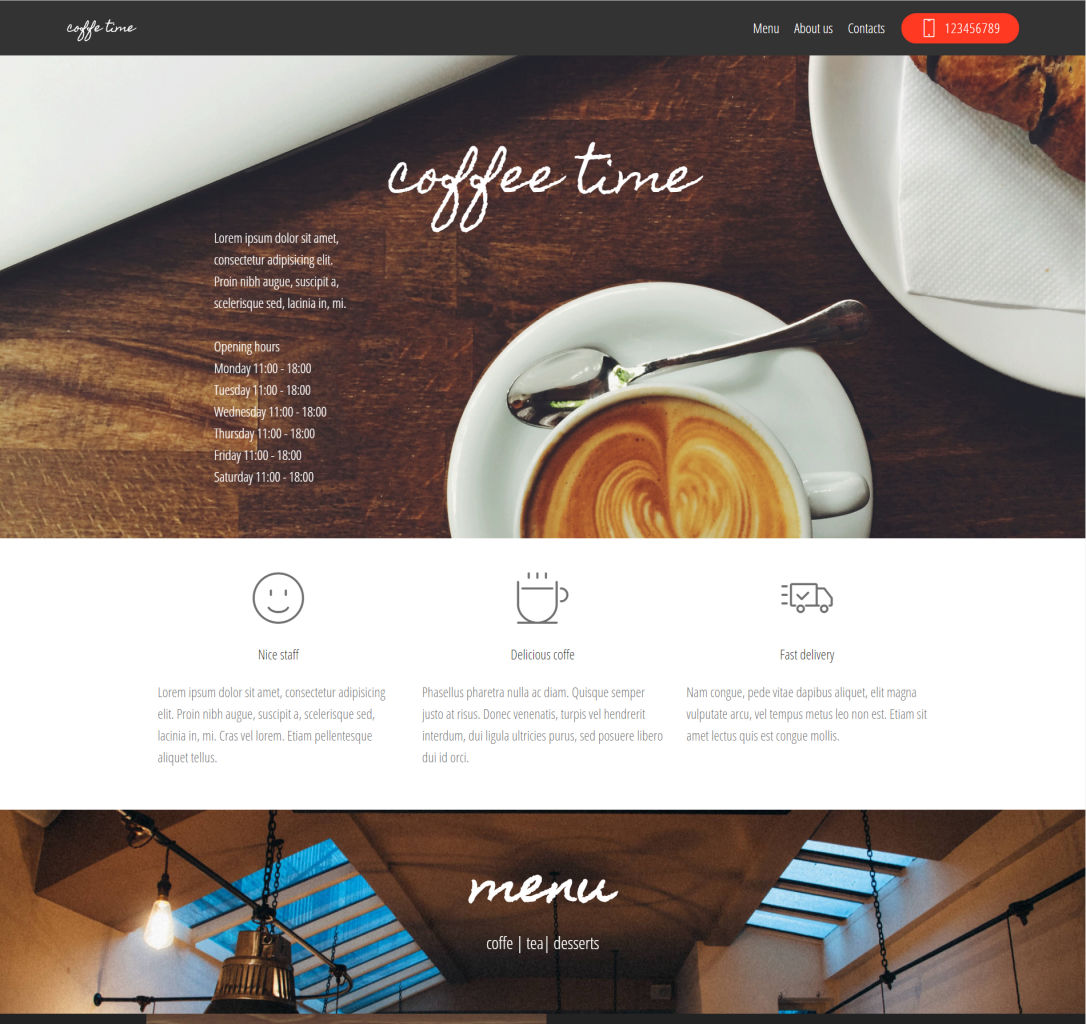 coffe time
Menu About us Contacts 123456789
coffee time
Lorem ipsum dolor sit amet,
consectetur adipisicing elit.
Proin nibh augue, suscipit a,
scelerisque sed, lacinia in, mi.
Opening hours
Monday 11:00 - 18:00
Tuesday 11:00 - 18:00
Wednesday 11:00 - 18:00
Thursday 11:00 - 18:00
Friday 11:00 - 18:00
Saturday 11:00 - 18:00
Nice staff
Lorem ipsum dolor sit amet, consectetur adipisicing
elit. Proin nibh augue, suscipit a, scelerisque sed,
lacinia in, mi. Cras vel lorem. Etiam pellentesque
aliquet tellus.
Delicious coffe
Phasellus pharetra nulla ac diam. Quisque semper
justo at risus. Donec venenatis, turpis vel hendrerit
interdum, dui ligula ultricies purus, sed posuere libero
dui id orci.
Fast delivery
Nam congue, pede vitae dapibus aliquet, elit magna
vulputate arcu, vel tempus metus leo non est. Etiam sit
amet lectus quis est congue mollis.
menu
coffe | tea| desserts